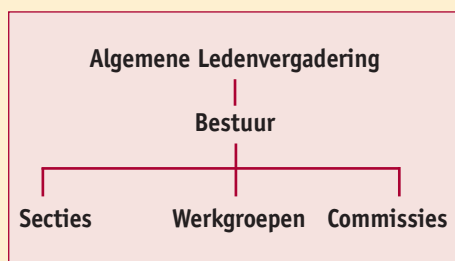 Algemene Ledenvergadering
Bestuur
Secties Werkgroepen Commissies